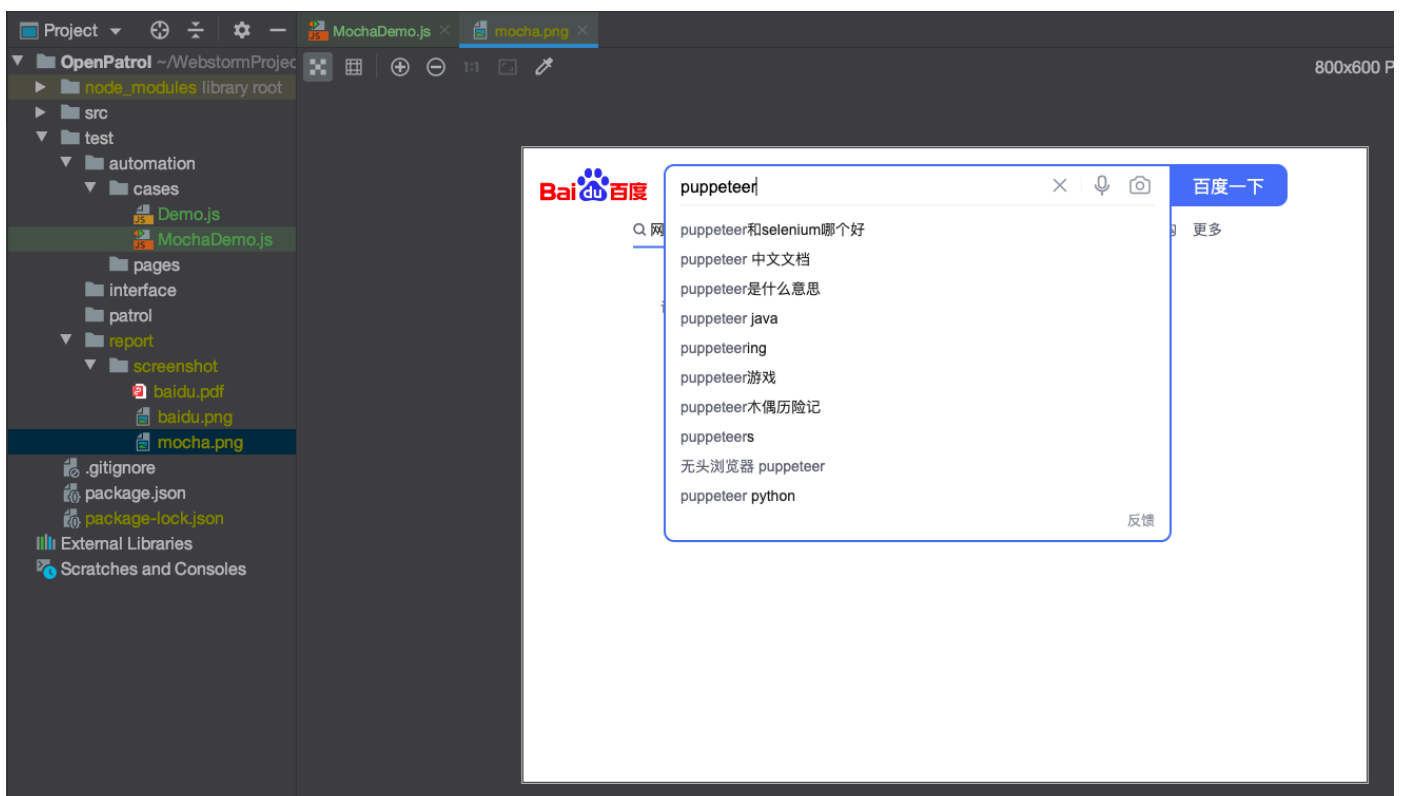 Project
MochaDemo.js
mocha.png
OpenPatrol ~/WebstormProjec
800x600 P
1:1
node_modules library root
src
test
automation
cases
Demo.js
MochaDemo.js
pages
interface
patrol
report
screenshot
baidu.pdf
baidu.png
mocha.png
.gitignore
package.json
package-lock.json
External Libraries
Scratches and Consoles
Bai du 百度
puppeteer
百度一下
网
更多
puppeteer和selenium哪个好
puppeteer 中文文档
puppeteer是什么意思
puppeteer java
puppeteering
puppeteer游戏
puppeteer木偶历险记
puppeteers
无头浏览器 puppeteer
puppeteer python
反馈